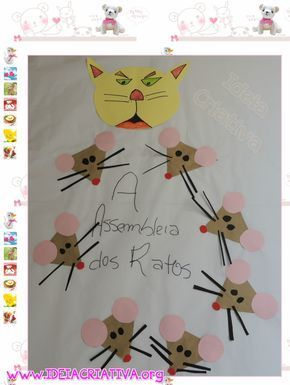 Ideia
Criativa
A
Assembleia
dos Ratos
www.IDEIACRIATIVA.org